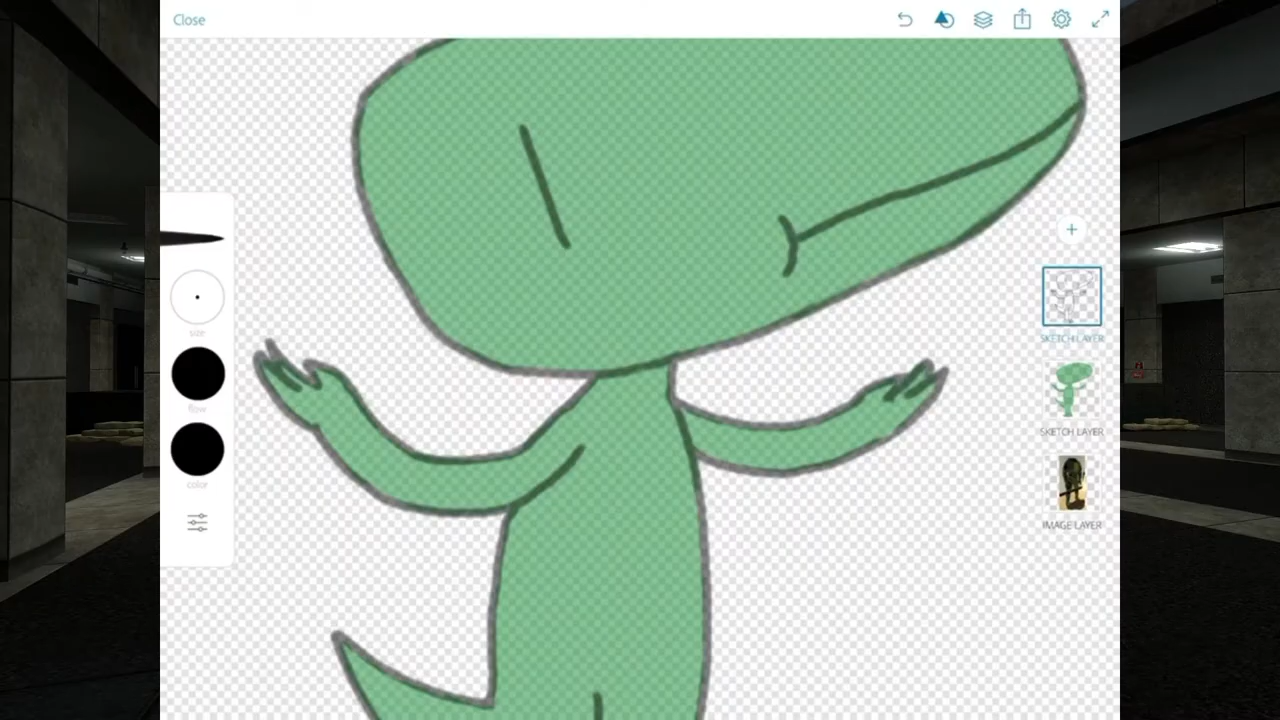 Close
size
flow
color
SKETCH LAYER
SKETCH LAYER
IMAGE LAYER